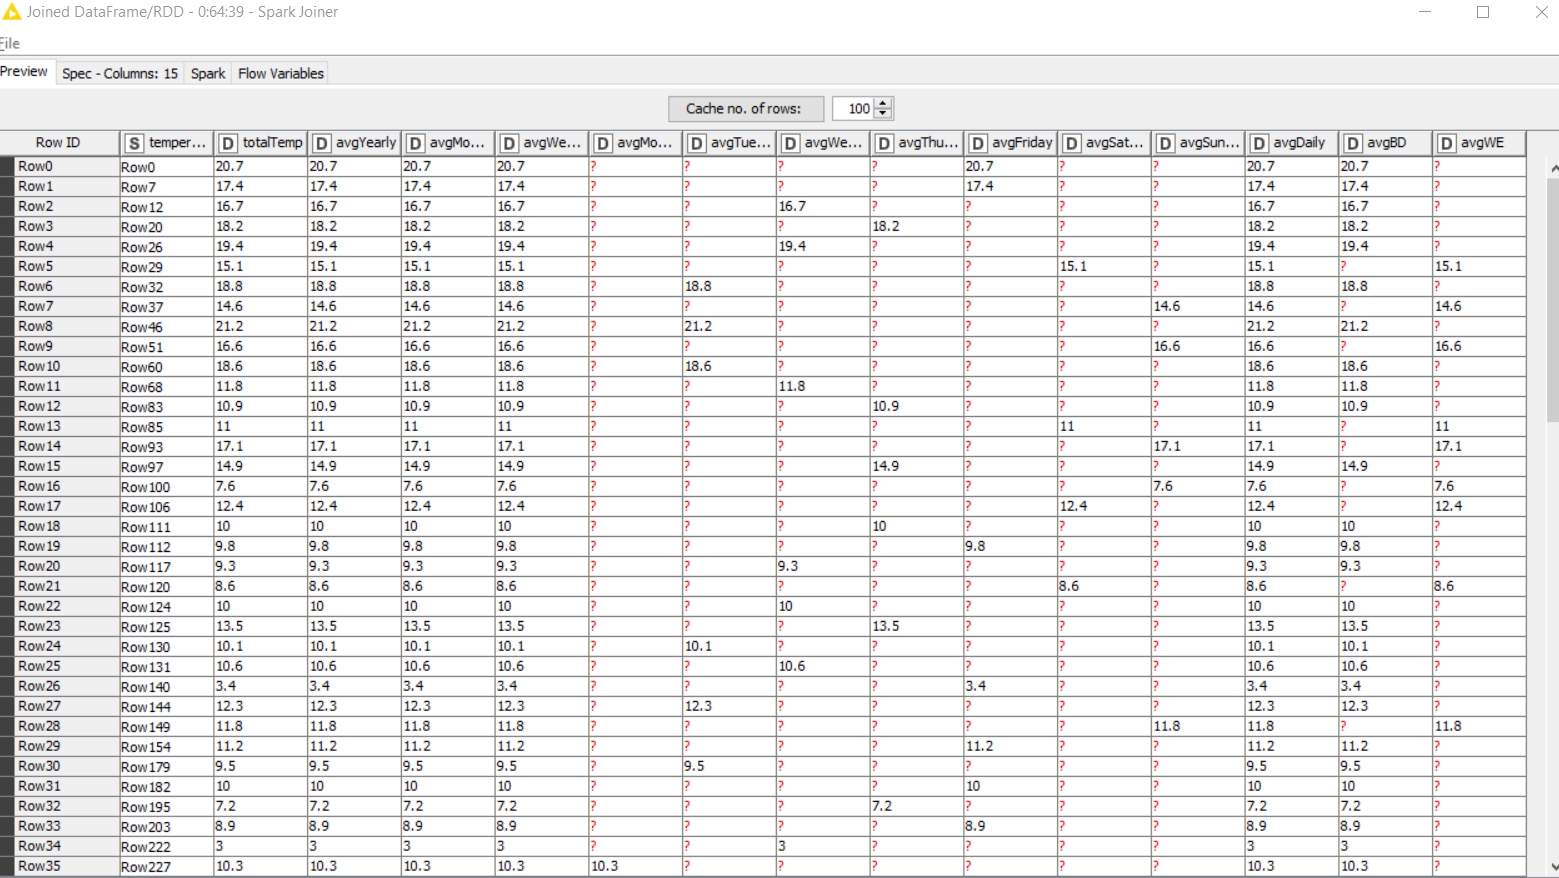 Joined DataFrame/RDD - 0:64:39 - Spark Joiner
File
Preview Spec - Columns: 15 Spark Flow Variables
Cache no. of rows: 100
Row ID S temper... D totalTemp D avgYearly D avgMo... D avgWe... D avgMo... D avgTue... D avgWe... D avgThu... D avgFriday D avgSat... D avgSun... D avgDaily D avgBD D avgWE
Row0 Row0 20.7 20.7 20.7 20.7 ? ? ? ? 20.7 ? ? 20.7 20.7 ?
Row1 Row7 17.4 17.4 17.4 17.4 ? ? ? ? 17.4 ? ? 17.4 17.4 ?
Row2 Row12 16.7 16.7 16.7 16.7 ? ? 16.7 ? ? ? ? 16.7 16.7 ?
Row3 Row20 18.2 18.2 18.2 18.2 ? ? ? 18.2 ? ? ? 18.2 18.2 ?
Row4 Row26 19.4 19.4 19.4 19.4 ? ? 19.4 ? ? ? ? 19.4 19.4 ?
Row5 Row29 15.1 15.1 15.1 15.1 ? ? ? ? ? 15.1 ? 15.1 ? 15.1
Row6 Row32 18.8 18.8 18.8 18.8 ? 18.8 ? ? ? ? ? 18.8 18.8 ?
Row7 Row37 14.6 14.6 14.6 14.6 ? ? ? ? ? ? 14.6 14.6 ? 14.6
Row8 Row46 21.2 21.2 21.2 21.2 ? 21.2 ? ? ? ? ? 21.2 21.2 ?
Row9 Row51 16.6 16.6 16.6 16.6 ? ? ? ? ? ? 16.6 16.6 ? 16.6
Row10 Row60 18.6 18.6 18.6 18.6 ? 18.6 ? ? ? ? ? 18.6 18.6 ?
Row11 Row68 11.8 11.8 11.8 11.8 ? ? 11.8 ? ? ? ? 11.8 11.8 ?
Row12 Row83 10.9 10.9 10.9 10.9 ? ? ? 10.9 ? ? ? 10.9 10.9 ?
Row13 Row85 11 11 11 11 ? ? ? ? ? 11 ? 11 ? 11
Row14 Row93 17.1 17.1 17.1 17.1 ? ? ? ? ? ? 17.1 17.1 ? 17.1
Row15 Row97 14.9 14.9 14.9 14.9 ? ? ? 14.9 ? ? ? 14.9 14.9 ?
Row16 Row100 7.6 7.6 7.6 7.6 ? ? ? ? ? ? 7.6 7.6 ? 7.6
Row17 Row106 12.4 12.4 12.4 12.4 ? ? ? ? ? 12.4 ? 12.4 ? 12.4
Row18 Row111 10 10 10 10 ? ? ? 10 ? ? ? 10 10 ?
Row19 Row112 9.8 9.8 9.8 9.8 ? ? ? ? 9.8 ? ? 9.8 9.8 ?
Row20 Row117 9.3 9.3 9.3 9.3 ? ? 9.3 ? ? ? ? 9.3 9.3 ?
Row21 Row120 8.6 8.6 8.6 8.6 ? ? ? ? ? 8.6 ? 8.6 ? 8.6
Row22 Row124 10 10 10 10 ? ? 10 ? ? ? ? 10 10 ?
Row23 Row125 13.5 13.5 13.5 13.5 ? ? ? 13.5 ? ? ? 13.5 13.5 ?
Row24 Row130 10.1 10.1 10.1 10.1 ? 10.1 ? ? ? ? ? 10.1 10.1 ?
Row25 Row131 10.6 10.6 10.6 10.6 ? ? 10.6 ? ? ? ? 10.6 10.6 ?
Row26 Row140 3.4 3.4 3.4 3.4 ? ? ? ? 3.4 ? ? 3.4 3.4 ?
Row27 Row144 12.3 12.3 12.3 12.3 ? 12.3 ? ? ? ? ? 12.3 12.3 ?
Row28 Row149 11.8 11.8 11.8 11.8 ? ? ? ? ? ? 11.8 11.8 ? 11.8
Row29 Row154 11.2 11.2 11.2 11.2 ? ? ? ? 11.2 ? ? 11.2 11.2 ?
Row30 Row179 9.5 9.5 9.5 9.5 ? 9.5 ? ? ? ? ? 9.5 9.5 ?
Row31 Row182 10 10 10 10 ? ? ? ? 10 ? ? 10 10 ?
Row32 Row195 7.2 7.2 7.2 7.2 ? ? ? 7.2 ? ? ? 7.2 7.2 ?
Row33 Row203 8.9 8.9 8.9 8.9 ? ? ? ? 8.9 ? ? 8.9 8.9 ?
Row34 Row222 3 3 3 3 ? ? 3 ? ? ? ? 3 3 ?
Row35 Row227 10.3 10.3 10.3 10.3 10.3 ? ? ? ? ? ? 10.3 10.3 ?